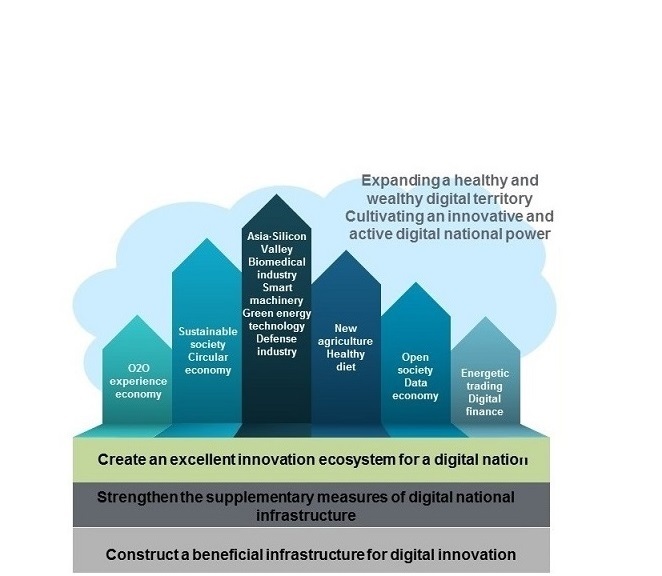 Expanding a healthy and
wealthy digital territory
Cultivating an innovative and
active digital national power
O2O
experience
economy
Sustainable
society
Circular
economy
Asia·Silicon
Valley
Biomedical
industry
Smart
machinery
Green energy
technology
Defense
industry
New
agriculture
Healthy
diet
Open
society
Data
economy
Energetic
trading
Digital
finance
Create an excellent innovation ecosystem for a digital nation
Strengthen the supplementary measures of digital national
infrastructure
Construct a beneficial infrastructure for digital innovation